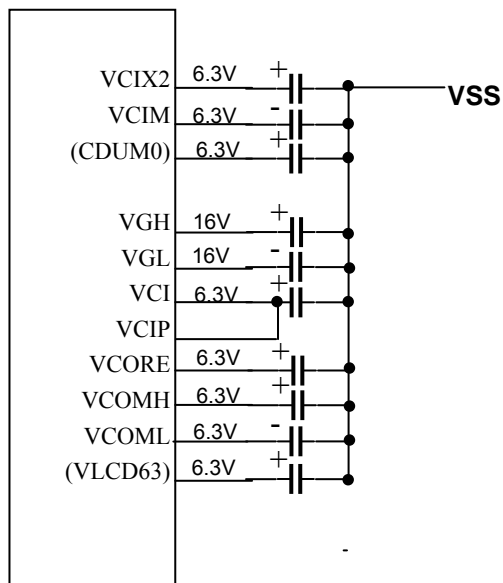 VCIX2 6.3V + VSS
VCIM 6.3V -
(CDUM0) 6.3V +
VGH 16V +
VGL 16V -
VCI 6.3V +
VCIP
VCORE 6.3V +
VCOMH 6.3V +
VCOML 6.3V -
(VLCD63) 6.3V +
-